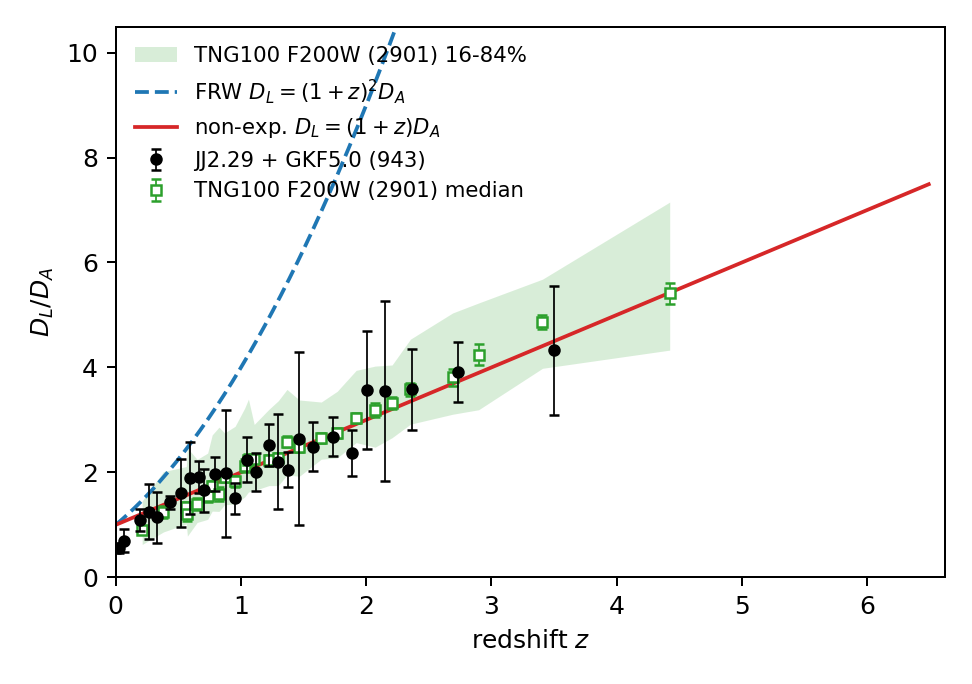 TNG100 F200W (2901) 16-84%
FRW $D_L = (1 + z)^2 D_A$
non-exp. $D_L = (1 + z)D_A$
JJ2.29 + GKF5.0 (943)
TNG100 F200W (2901) median
10
8
6
4
2
0
$D_L/D_A$
0 1 2 3 4 5 6
redshift $z$